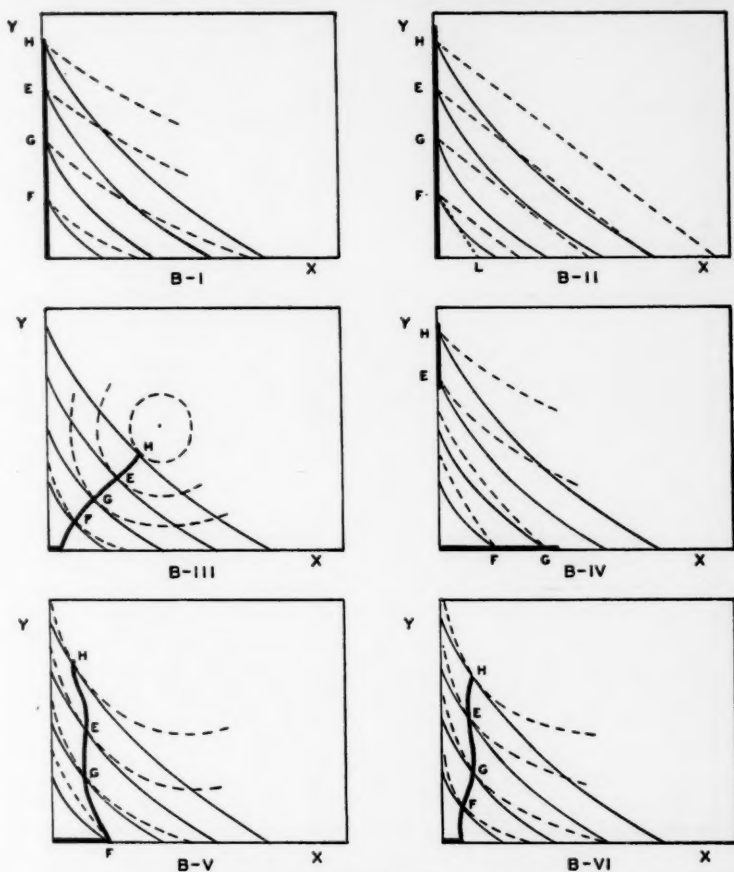 Y H E G F X
B-I
Y H E G F L X
B-II
Y H E G F X
B-III
Y H E F G X
B-IV
Y H E G F X
B-V
Y H E G F X
B-VI